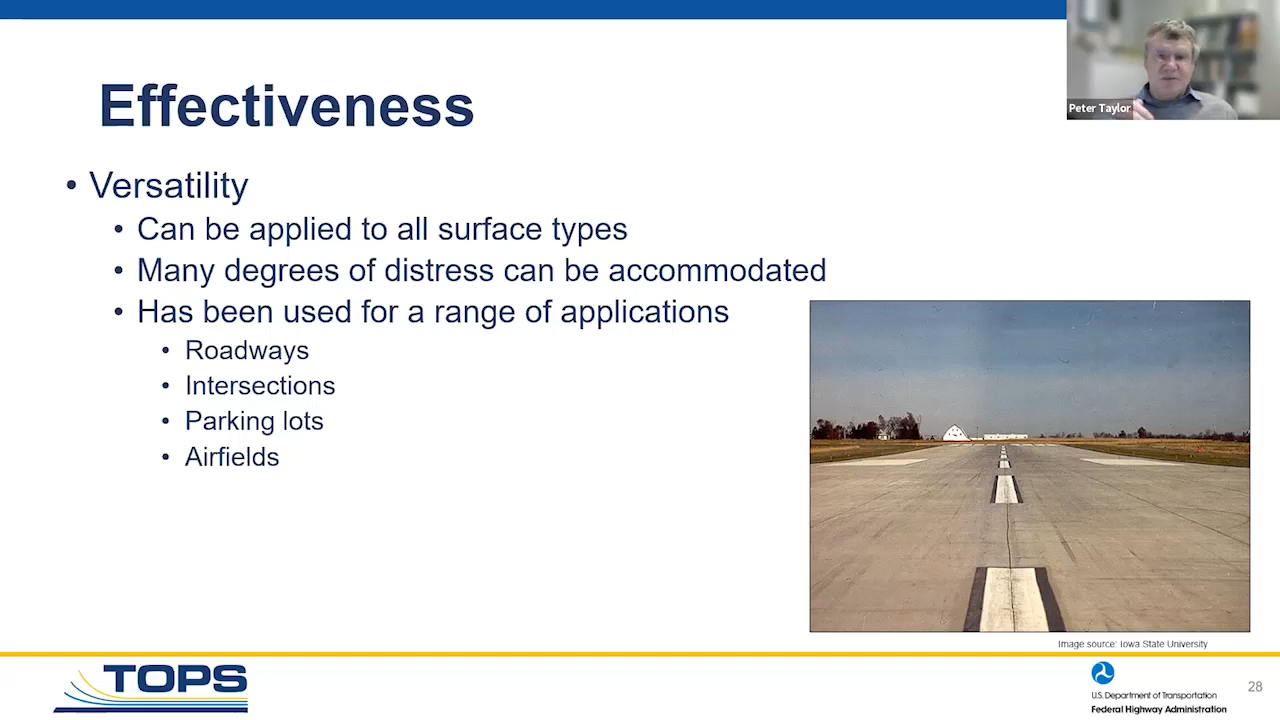 Effectiveness
Peter Taylor
• Versatility
• Can be applied to all surface types
• Many degrees of distress can be accommodated
• Has been used for a range of applications
• Roadways
• Intersections
• Parking lots
• Airfields
Image source: Iowa State University
TOPS
U.S. Department of Transportation
Federal Highway Administration
28